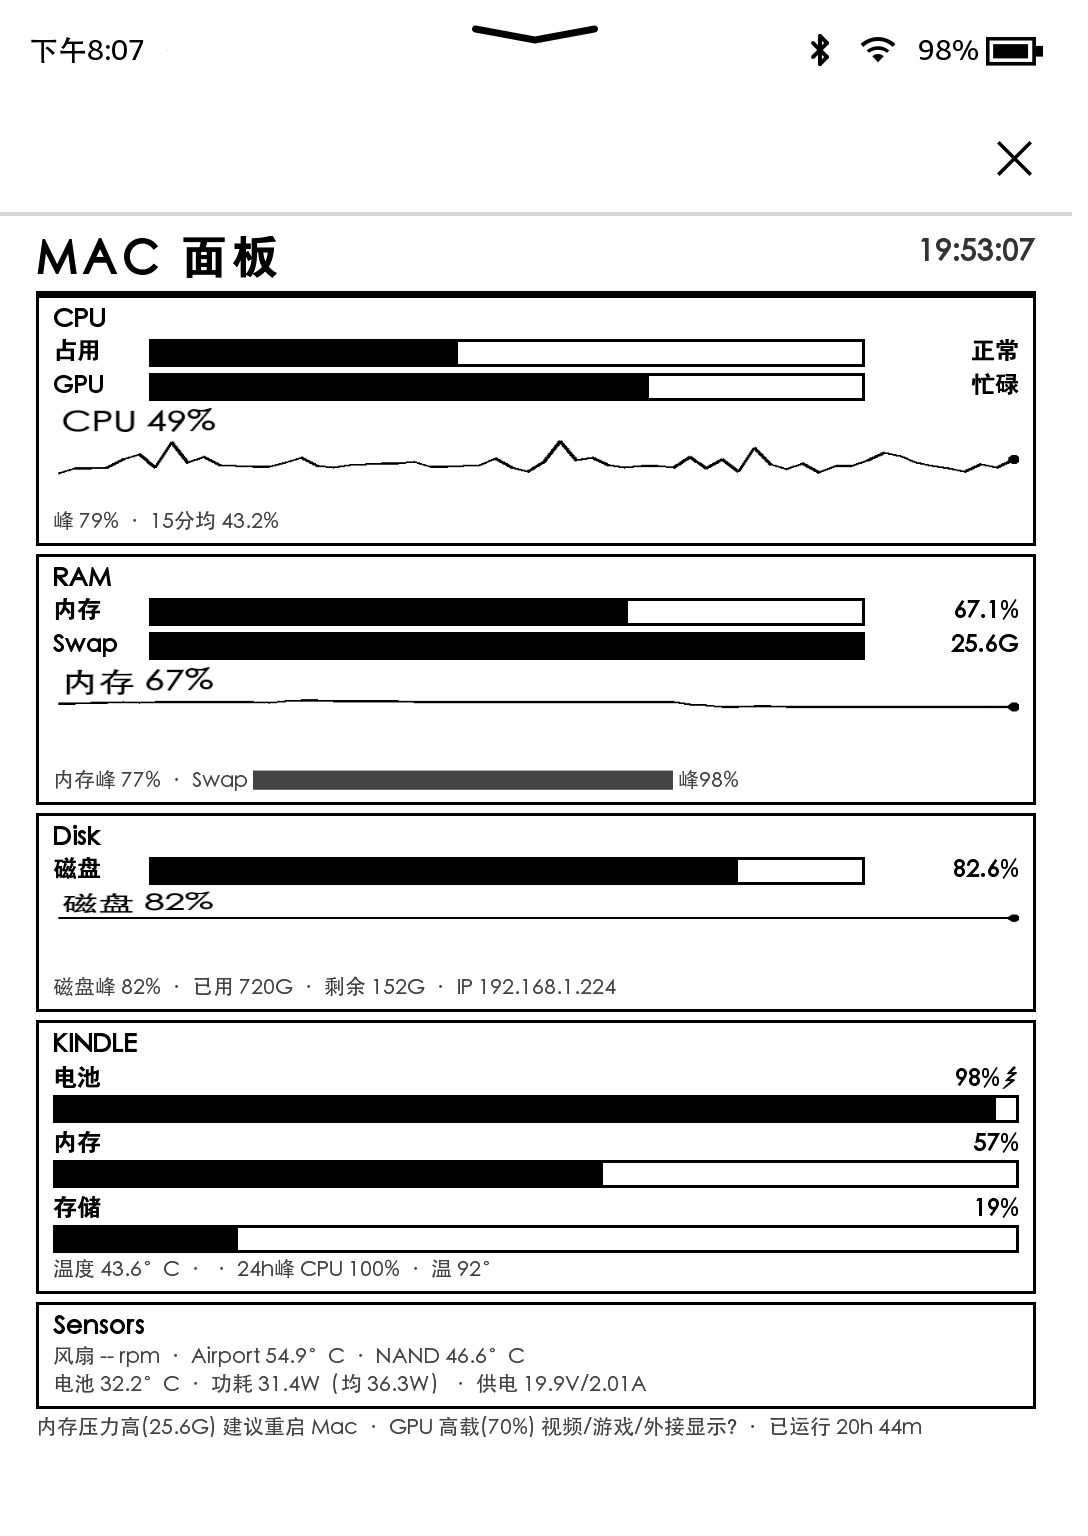 下午8:07
98%
MAC 面板
19:53:07
CPU
占用 正常
GPU 忙碌
CPU 49%
峰 79% · 15分均 43.2%
RAM
内存 67.1%
Swap 25.6G
内存 67%
内存峰 77% · Swap 峰98%
Disk
磁盘 82.6%
磁盘 82%
磁盘峰 82% · 已用 720G · 剩余 152G · IP 192.168.1.224
KINDLE
电池 98%⚡
内存 57%
存储 19%
温度 43.6° C · · 24h峰 CPU 100% · 温 92°
Sensors
风扇 -- rpm · Airport 54.9° C · NAND 46.6° C
电池 32.2° C · 功耗 31.4W（均 36.3W） · 供电 19.9V/2.01A
内存压力高(25.6G) 建议重启 Mac · GPU 高载(70%) 视频/游戏/外接显示? · 已运行 20h 44m